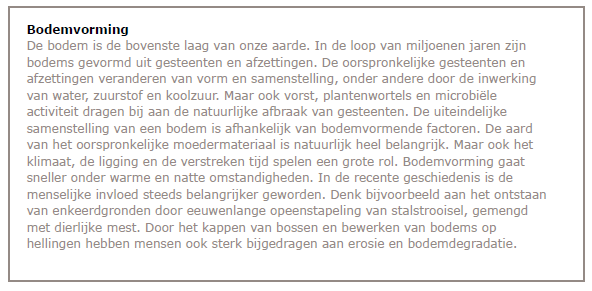 Bodemvorming
De bodem is de bovenste laag van onze aarde. In de loop van miljoenen jaren zijn
bodems gevormd uit gesteenten en afzettingen. De oorspronkelijke gesteenten en
afzettingen veranderen van vorm en samenstelling, onder andere door de inwerking
van water, zuurstof en koolzuur. Maar ook vorst, plantenwortels en microbiële
activiteit dragen bij aan de natuurlijke afbraak van gesteenten. De uiteindelijke
samenstelling van een bodem is afhankelijk van bodemvormende factoren. De aard
van het oorspronkelijke moedermateriaal is natuurlijk heel belangrijk. Maar ook het
klimaat, de ligging en de verstreken tijd spelen een grote rol. Bodemvorming gaat
sneller onder warme en natte omstandigheden. In de recente geschiedenis is de
menselijke invloed steeds belangrijker geworden. Denk bijvoorbeeld aan het ontstaan
van enkeerdgronden door eeuwenlange opeenstapeling van stalstrooisel, gemengd
met dierlijke mest. Door het kappen van bossen en bewerken van bodems op
hellingen hebben mensen ook sterk bijgedragen aan erosie en bodemdegradatie.